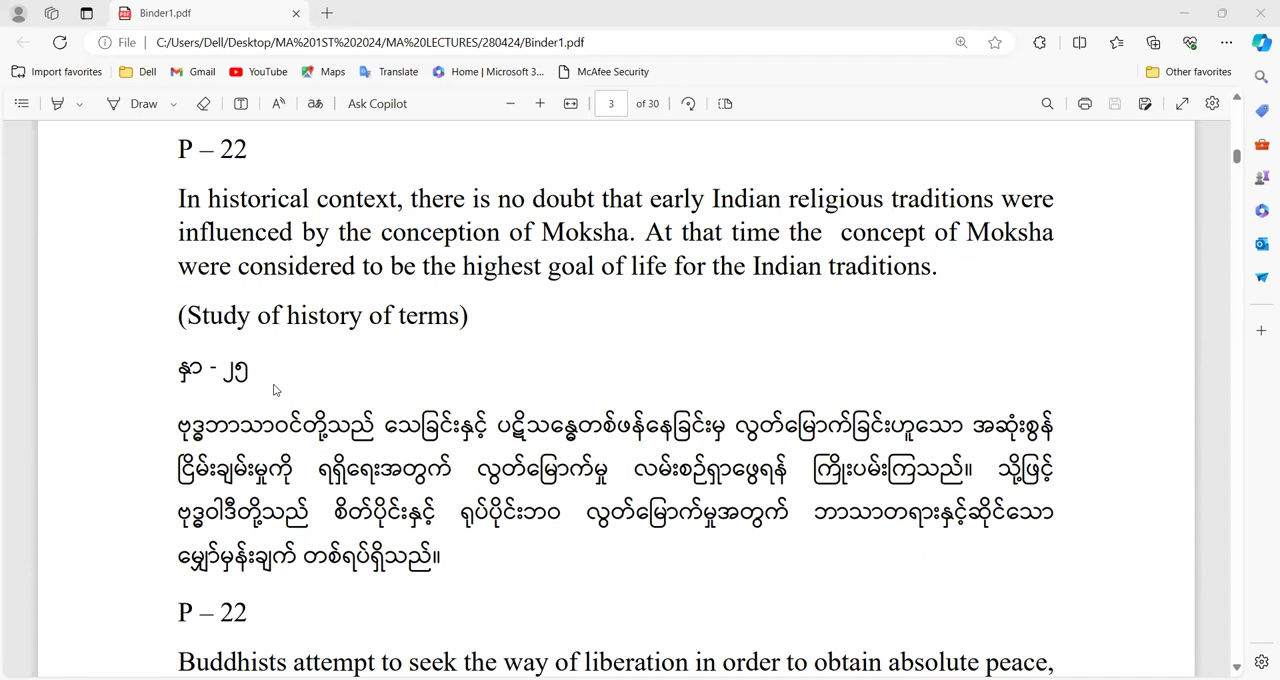 Binder1.pdf
File C:/Users/Dell/Desktop/MA%201ST%202024/MA%20LECTURES/280424/Binder1.pdf
Import favorites Dell Gmail YouTube Maps Translate Home | Microsoft 3... McAfee Security Other favorites
Draw Ask Copilot 3 of 30
P – 22
In historical context, there is no doubt that early Indian religious traditions were
influenced by the conception of Moksha. At that time the concept of Moksha
were considered to be the highest goal of life for the Indian traditions.
(Study of history of terms)
နှာ - ၂၅
ဗုဒ္ဓဘာသာဝင်တို့သည် သေခြင်းနှင့် ပဋိသန္ဓေတစ်ဖန်နေခြင်းမှ လွတ်မြောက်ခြင်းဟူသော အဆုံးစွန်
ငြိမ်းချမ်းမှုကို ရရှိရေးအတွက် လွတ်မြောက်မှု လမ်းစဉ်ရှာဖွေရန် ကြိုးပမ်းကြသည်။ သို့ဖြင့်
ဗုဒ္ဓဝါဒီတို့သည် စိတ်ပိုင်းနှင့် ရုပ်ပိုင်းဘဝ လွတ်မြောက်မှုအတွက် ဘာသာတရားနှင့်ဆိုင်သော
မျှော်မှန်းချက် တစ်ရပ်ရှိသည်။
P – 22
Buddhists attempt to seek the way of liberation in order to obtain absolute peace,